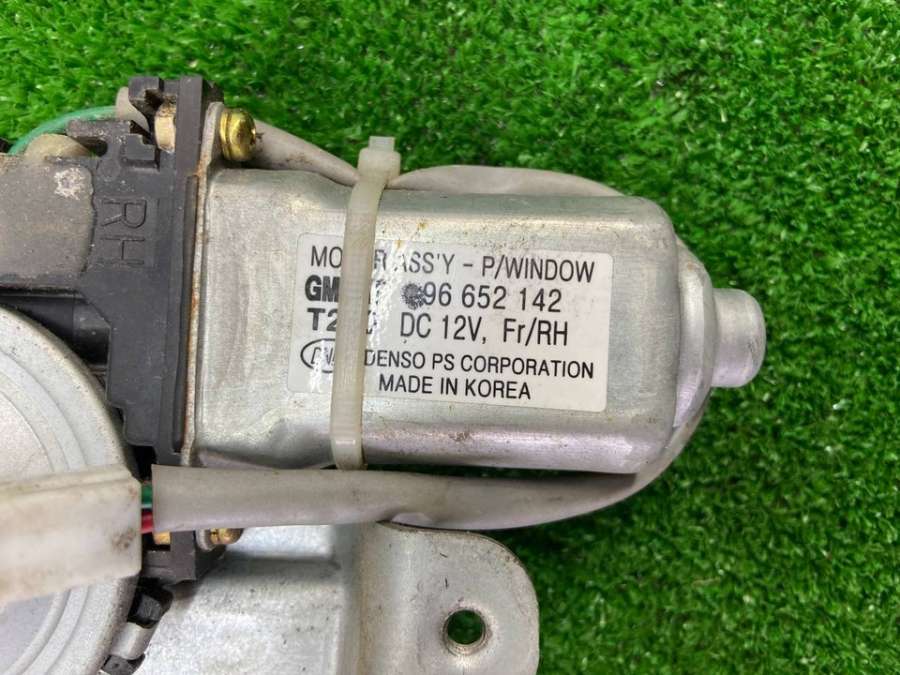 RH
ASS'Y - P/WINDOW
96 652 142
DC 12V, Fr/RH
DENSO PS CORPORATION
MADE IN KOREA